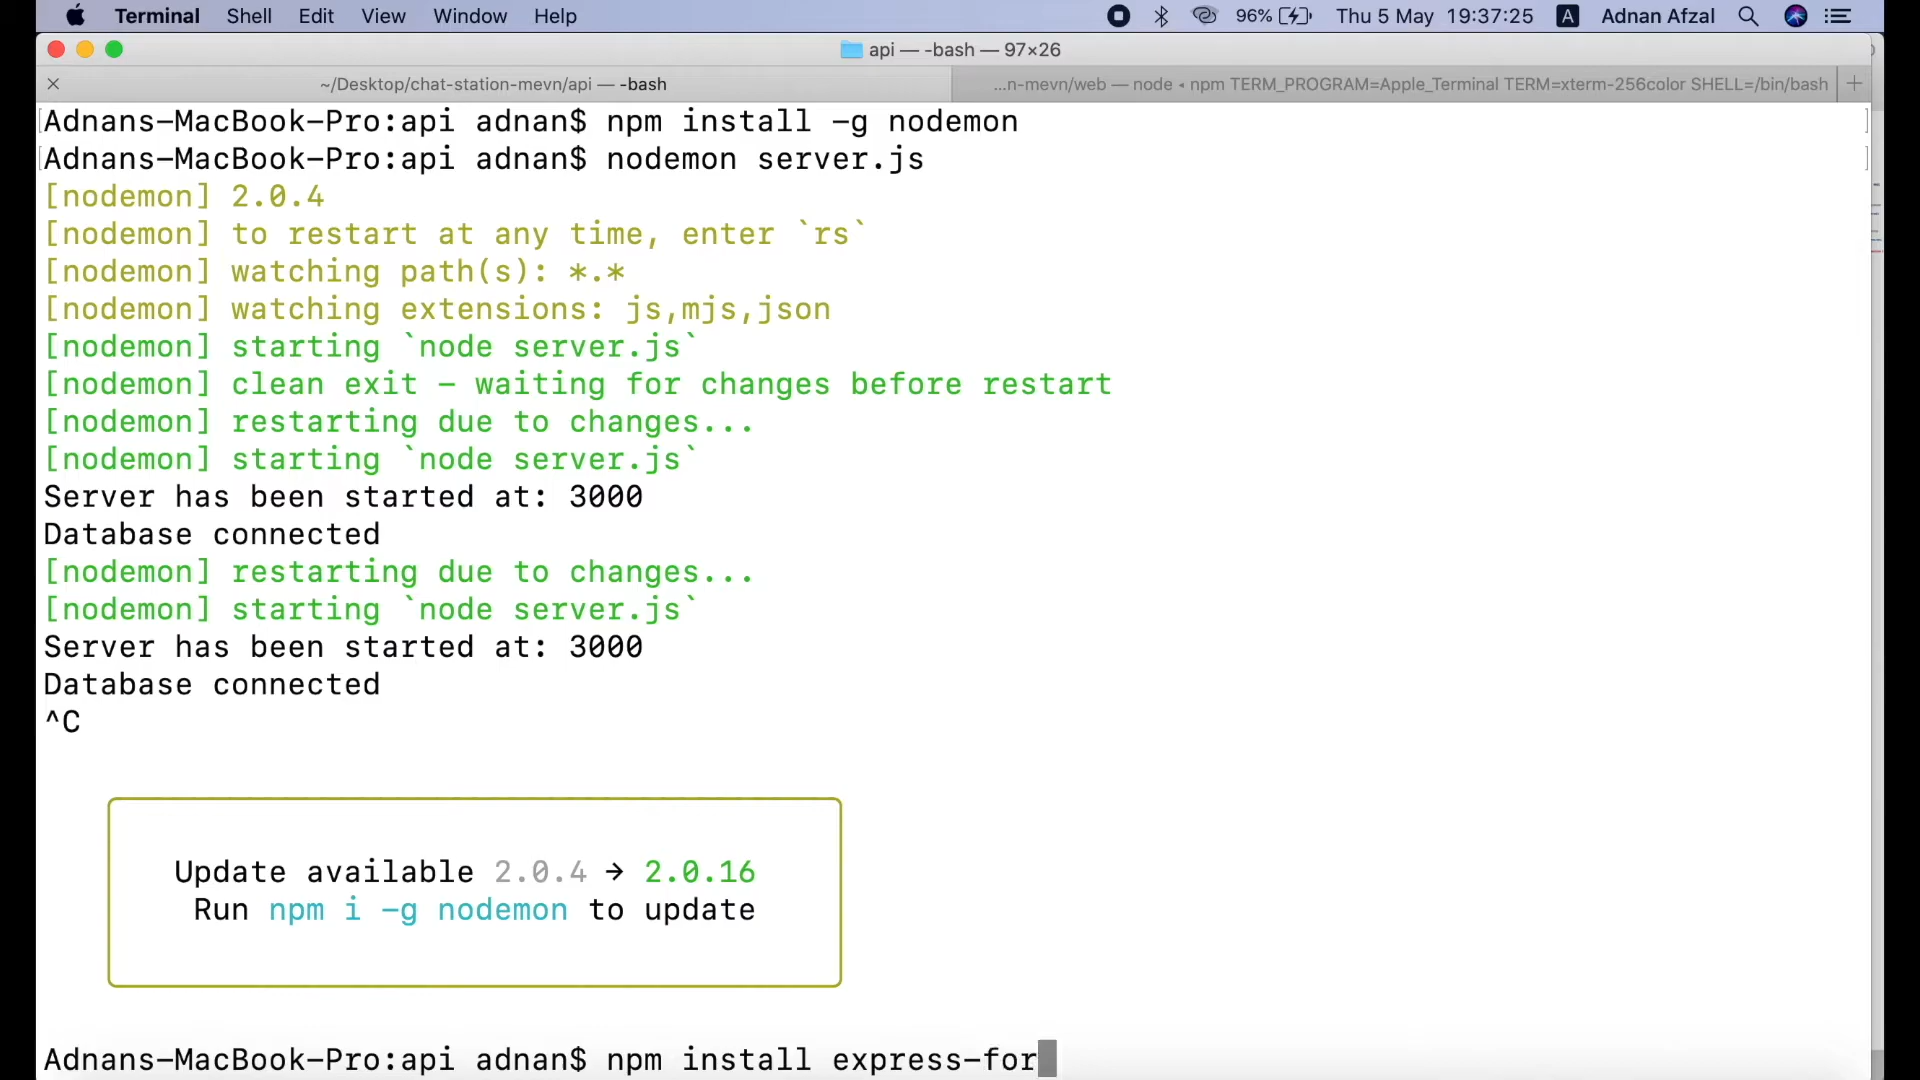 Terminal Shell Edit View Window Help 96% Thu 5 May 19:37:25 A Adnan Afzal
api — -bash — 97×26
~/Desktop/chat-station-mevn/api — -bash ...n-mevn/web — node ◂ npm TERM_PROGRAM=Apple_Terminal TERM=xterm-256color SHELL=/bin/bash
Adnans-MacBook-Pro:api adnan$ npm install -g nodemon
Adnans-MacBook-Pro:api adnan$ nodemon server.js
[nodemon] 2.0.4
[nodemon] to restart at any time, enter `rs`
[nodemon] watching path(s): *.*
[nodemon] watching extensions: js,mjs,json
[nodemon] starting `node server.js`
[nodemon] clean exit - waiting for changes before restart
[nodemon] restarting due to changes...
[nodemon] starting `node server.js`
Server has been started at: 3000
Database connected
[nodemon] restarting due to changes...
[nodemon] starting `node server.js`
Server has been started at: 3000
Database connected
^C
Update available 2.0.4 → 2.0.16
Run npm i -g nodemon to update
Adnans-MacBook-Pro:api adnan$ npm install express-for